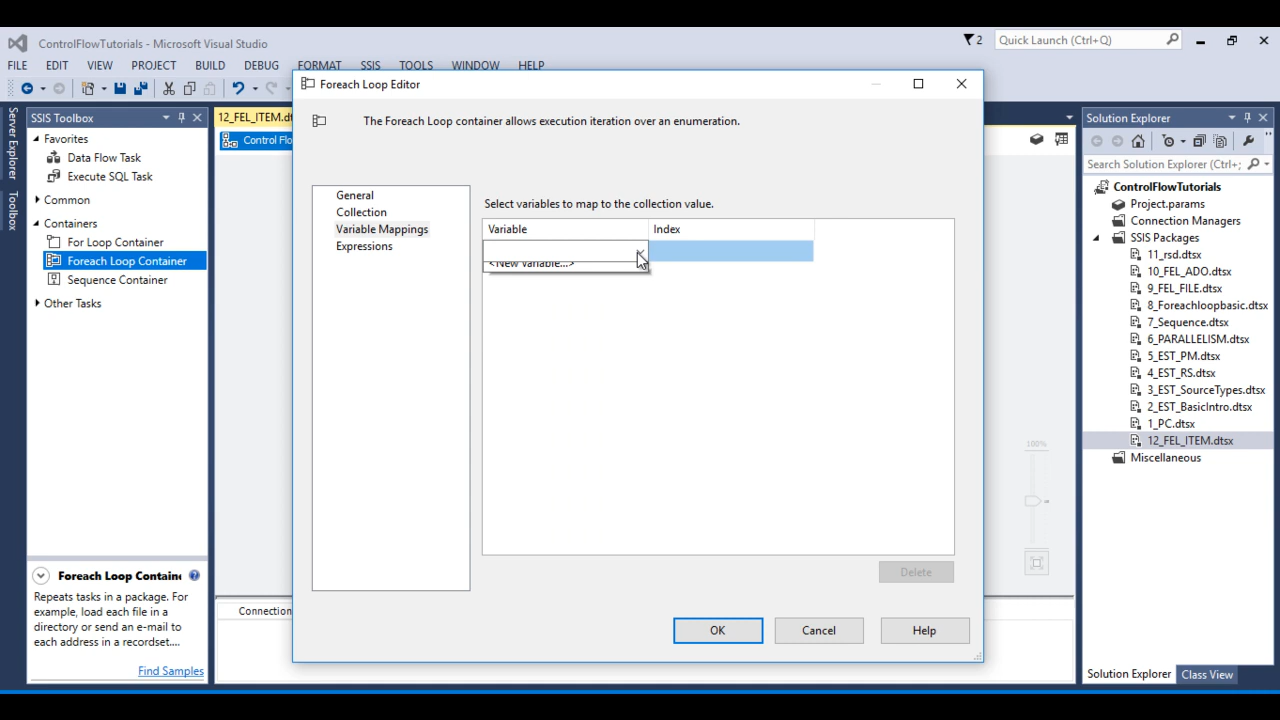 ControlFlowTutorials - Microsoft Visual Studio
2
Quick Launch (Ctrl+Q)
FILE EDIT VIEW PROJECT BUILD DEBUG FORMAT SSIS TOOLS WINDOW HELP
Server Explorer
Toolbox
SSIS Toolbox
Favorites
Data Flow Task
Execute SQL Task
Common
Containers
For Loop Container
Foreach Loop Container
Sequence Container
Other Tasks
Foreach Loop Containe
Repeats tasks in a package. For
example, load each file in a
directory or send an e-mail to
each address in a recordset....
Find Samples
12_FEL_ITEM.dt
Control Flo
Connection
Foreach Loop Editor
The Foreach Loop container allows execution iteration over an enumeration.
General
Collection
Variable Mappings
Expressions
Select variables to map to the collection value.
Variable Index
<New Variable...>
Delete
OK Cancel Help
100%
Solution Explorer
Search Solution Explorer (Ctrl+;
ControlFlowTutorials
Project.params
Connection Managers
SSIS Packages
11_rsd.dtsx
10_FEL_ADO.dtsx
9_FEL_FILE.dtsx
8_Foreachloopbasic.dtsx
7_Sequence.dtsx
6_PARALLELISM.dtsx
5_EST_PM.dtsx
4_EST_RS.dtsx
3_EST_SourceTypes.dtsx
2_EST_BasicIntro.dtsx
1_PC.dtsx
12_FEL_ITEM.dtsx
Miscellaneous
Solution Explorer Class View